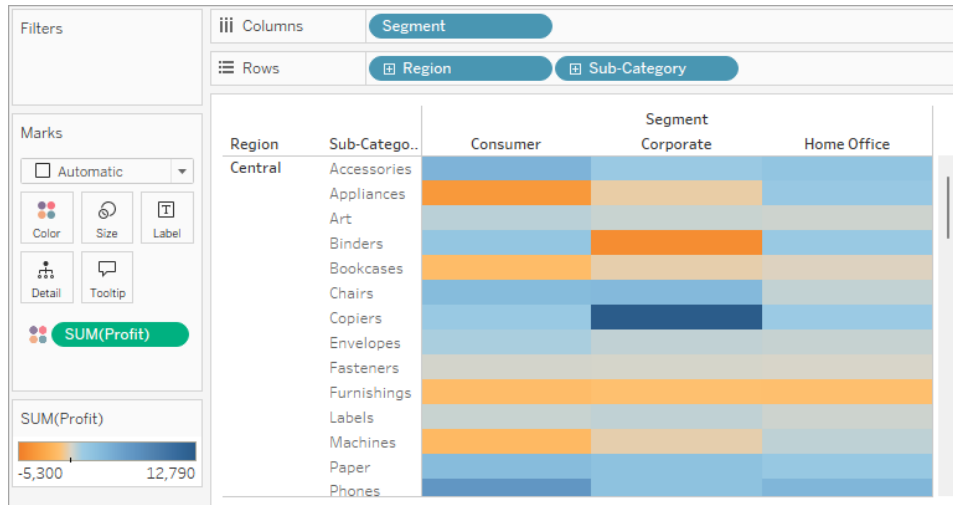 Filters
Columns
Segment
Rows
Region
Sub-Category
Marks
Automatic
Color
Size
Label
Detail
Tooltip
SUM(Profit)
SUM(Profit)
-5,300 12,790
Segment
Region Sub-Catego.. Consumer Corporate Home Office
Central Accessories
Appliances
Art
Binders
Bookcases
Chairs
Copiers
Envelopes
Fasteners
Furnishings
Labels
Machines
Paper
Phones